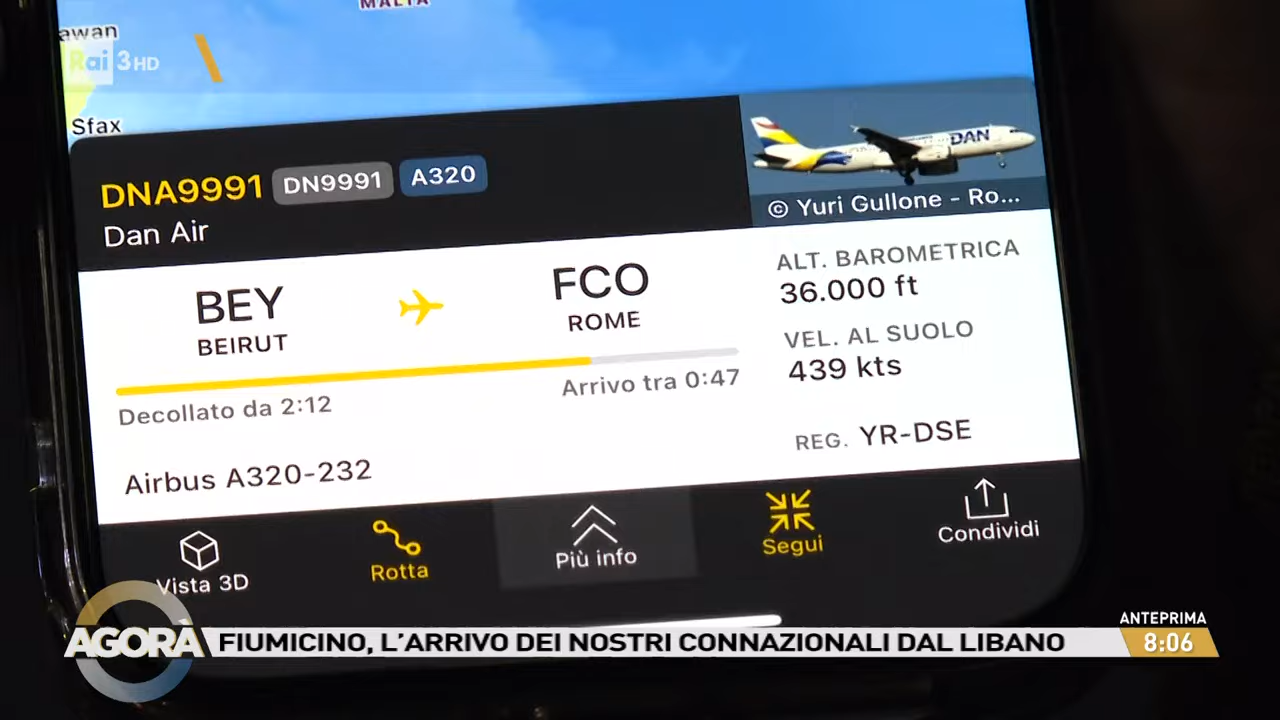 MALTA
awan
Rai 3HD
Sfax
DNA9991 DN9991 A320
Dan Air
DAN
© Yuri Gullone - Ro...
BEY
BEIRUT
FCO
ROME
Decollato da 2:12
Arrivo tra 0:47
ALT. BAROMETRICA
36.000 ft
VEL. AL SUOLO
439 kts
REG. YR-DSE
Airbus A320-232
Vista 3D
Rotta
Più info
Segui
Condividi
AGORÀ
FIUMICINO, L'ARRIVO DEI NOSTRI CONNAZIONALI DAL LIBANO
ANTEPRIMA
8:06